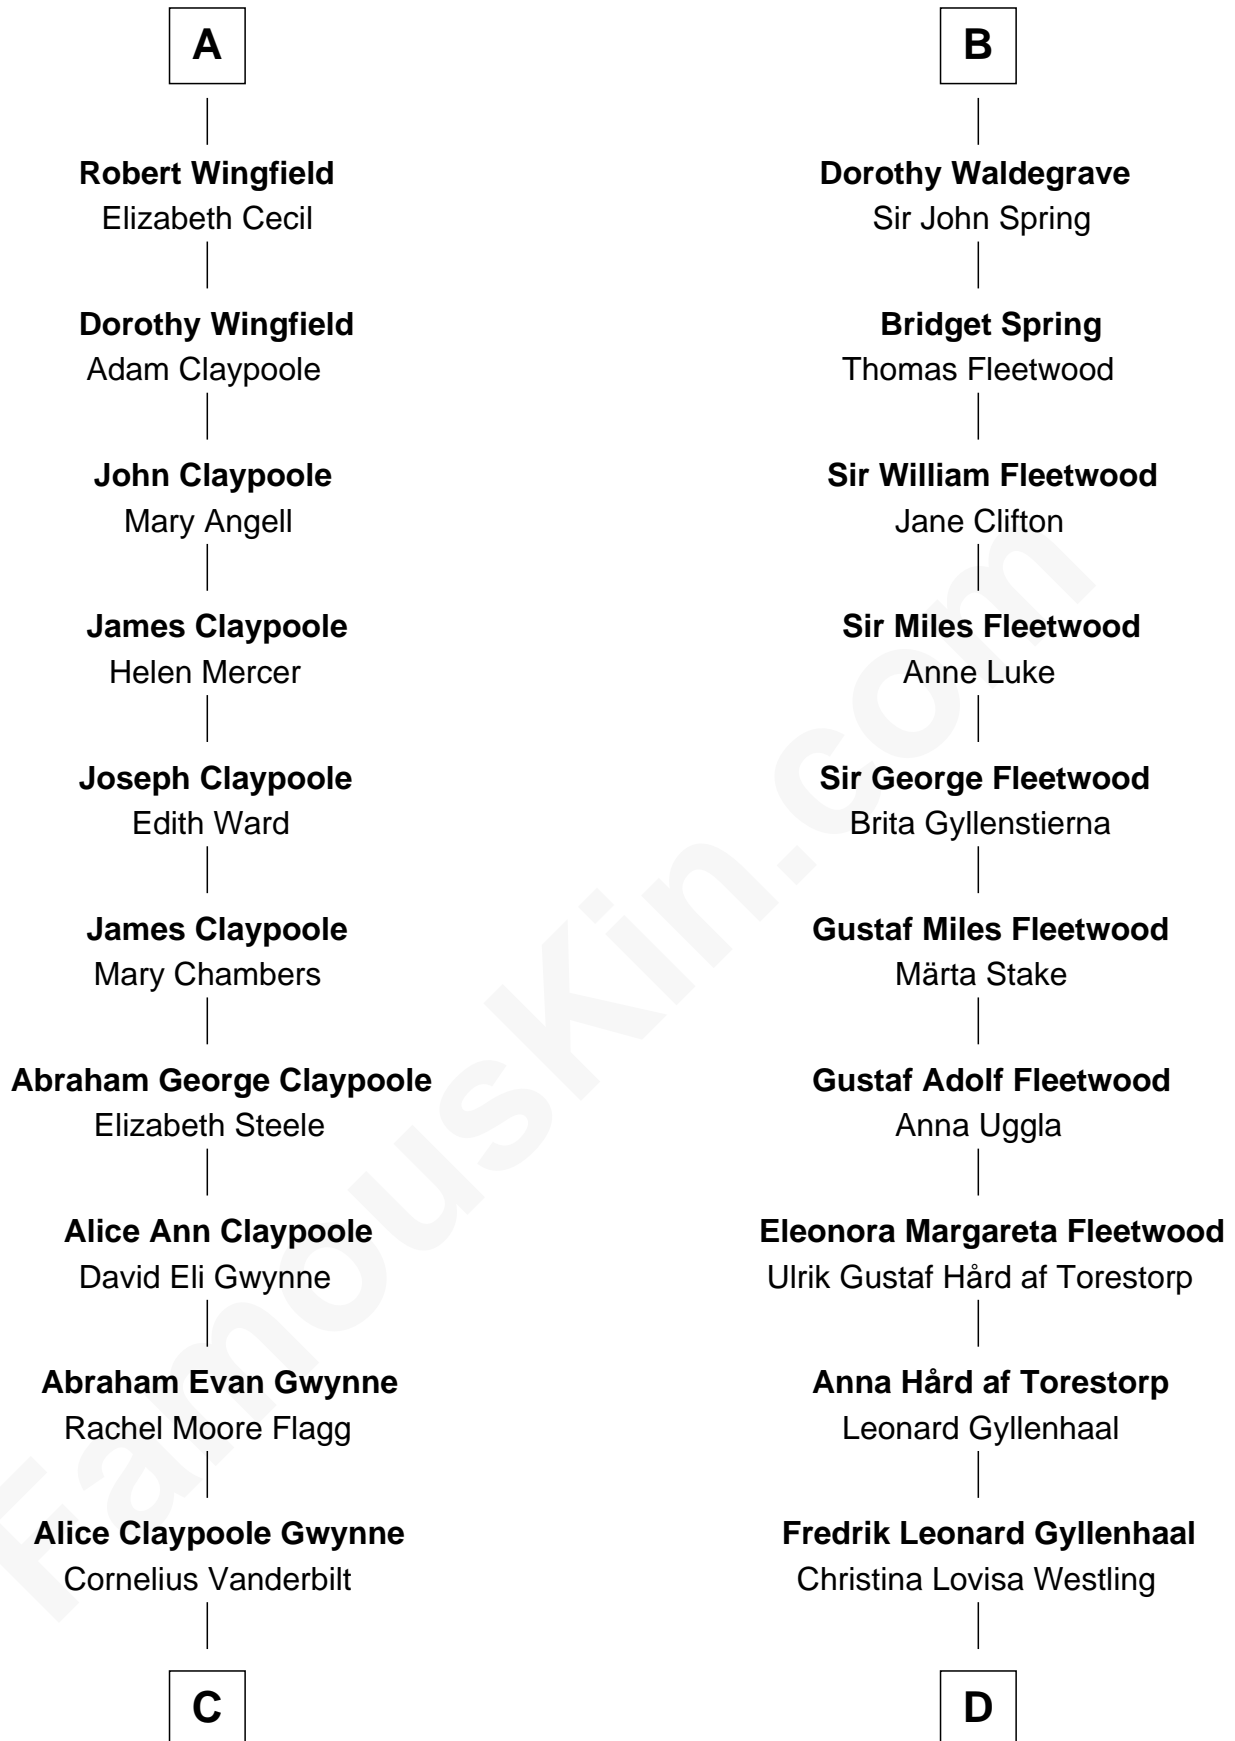 A
Robert Wingfield
Elizabeth Cecil
Dorothy Wingfield
Adam Claypoole
John Claypoole
Mary Angell
James Claypoole
Helen Mercer
Joseph Claypoole
Edith Ward
James Claypoole
Mary Chambers
Abraham George Claypoole
Elizabeth Steele
Alice Ann Claypoole
David Eli Gwynne
Abraham Evan Gwynne
Rachel Moore Flagg
Alice Claypoole Gwynne
Cornelius Vanderbilt
C
B
Dorothy Waldegrave
Sir John Spring
Bridget Spring
Thomas Fleetwood
Sir William Fleetwood
Jane Clifton
Sir Miles Fleetwood
Anne Luke
Sir George Fleetwood
Brita Gyllenstierna
Gustaf Miles Fleetwood
Märta Stake
Gustaf Adolf Fleetwood
Anna Uggla
Eleonora Margareta Fleetwood
Ulrik Gustaf Hård af Torestorp
Anna Hård af Torestorp
Leonard Gyllenhaal
Fredrik Leonard Gyllenhaal
Christina Lovisa Westling
D
FamousKin.com